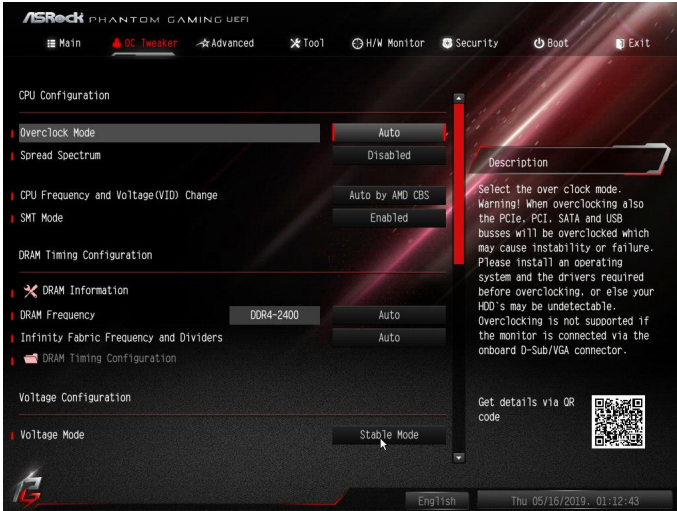 ASRock PHANTOM GAMING UEFI
Main OC Tweaker Advanced Tool H/W Monitor Security Boot Exit
CPU Configuration
Overclock Mode Auto
Spread Spectrum Disabled
CPU Frequency and Voltage(VID) Change Auto by AMD CBS
SMT Mode Enabled
DRAM Timing Configuration
DRAM Information
DRAM Frequency DDR4-2400 Auto
Infinity Fabric Frequency and Dividers Auto
DRAM Timing Configuration
Voltage Configuration
Voltage Mode Stable Mode
Description
Select the over clock mode.
Warning! When overclocking also
the PCIe, PCI, SATA and USB
busses will be overclocked which
may cause instability or failure.
Please install an operating
system and the drivers required
before overclocking, or else your
HDD`s may be undetectable.
Overclocking is not supported if
the monitor is connected via the
onboard D-Sub/VGA connector.
Get details via QR
code
English Thu 05/16/2019, 01:12:43